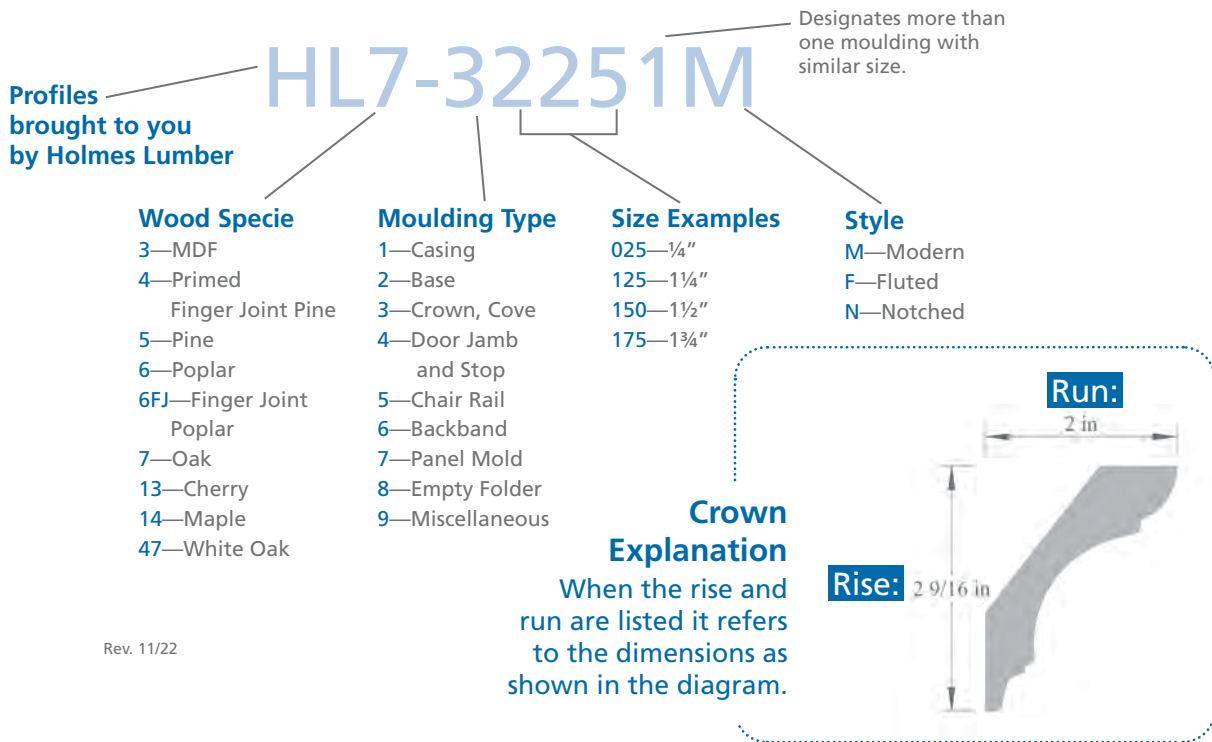 Designates more than
one moulding with
similar size.
HL7-32251M
Profiles
brought to you
by Holmes Lumber
Wood Specie
3—MDF
4—Primed
Finger Joint Pine
5—Pine
6—Poplar
6FJ—Finger Joint
Poplar
7—Oak
13—Cherry
14—Maple
47—White Oak
Moulding Type
1—Casing
2—Base
3—Crown, Cove
4—Door Jamb
and Stop
5—Chair Rail
6—Backband
7—Panel Mold
8—Empty Folder
9—Miscellaneous
Size Examples
025—¼”
125—1¼”
150—1½”
175—1¾”
Style
M—Modern
F—Fluted
N—Notched
Crown
Explanation
When the rise and
run are listed it refers
to the dimensions as
shown in the diagram.
Run:
2 in
Rise: 2 9/16 in
Rev. 11/22